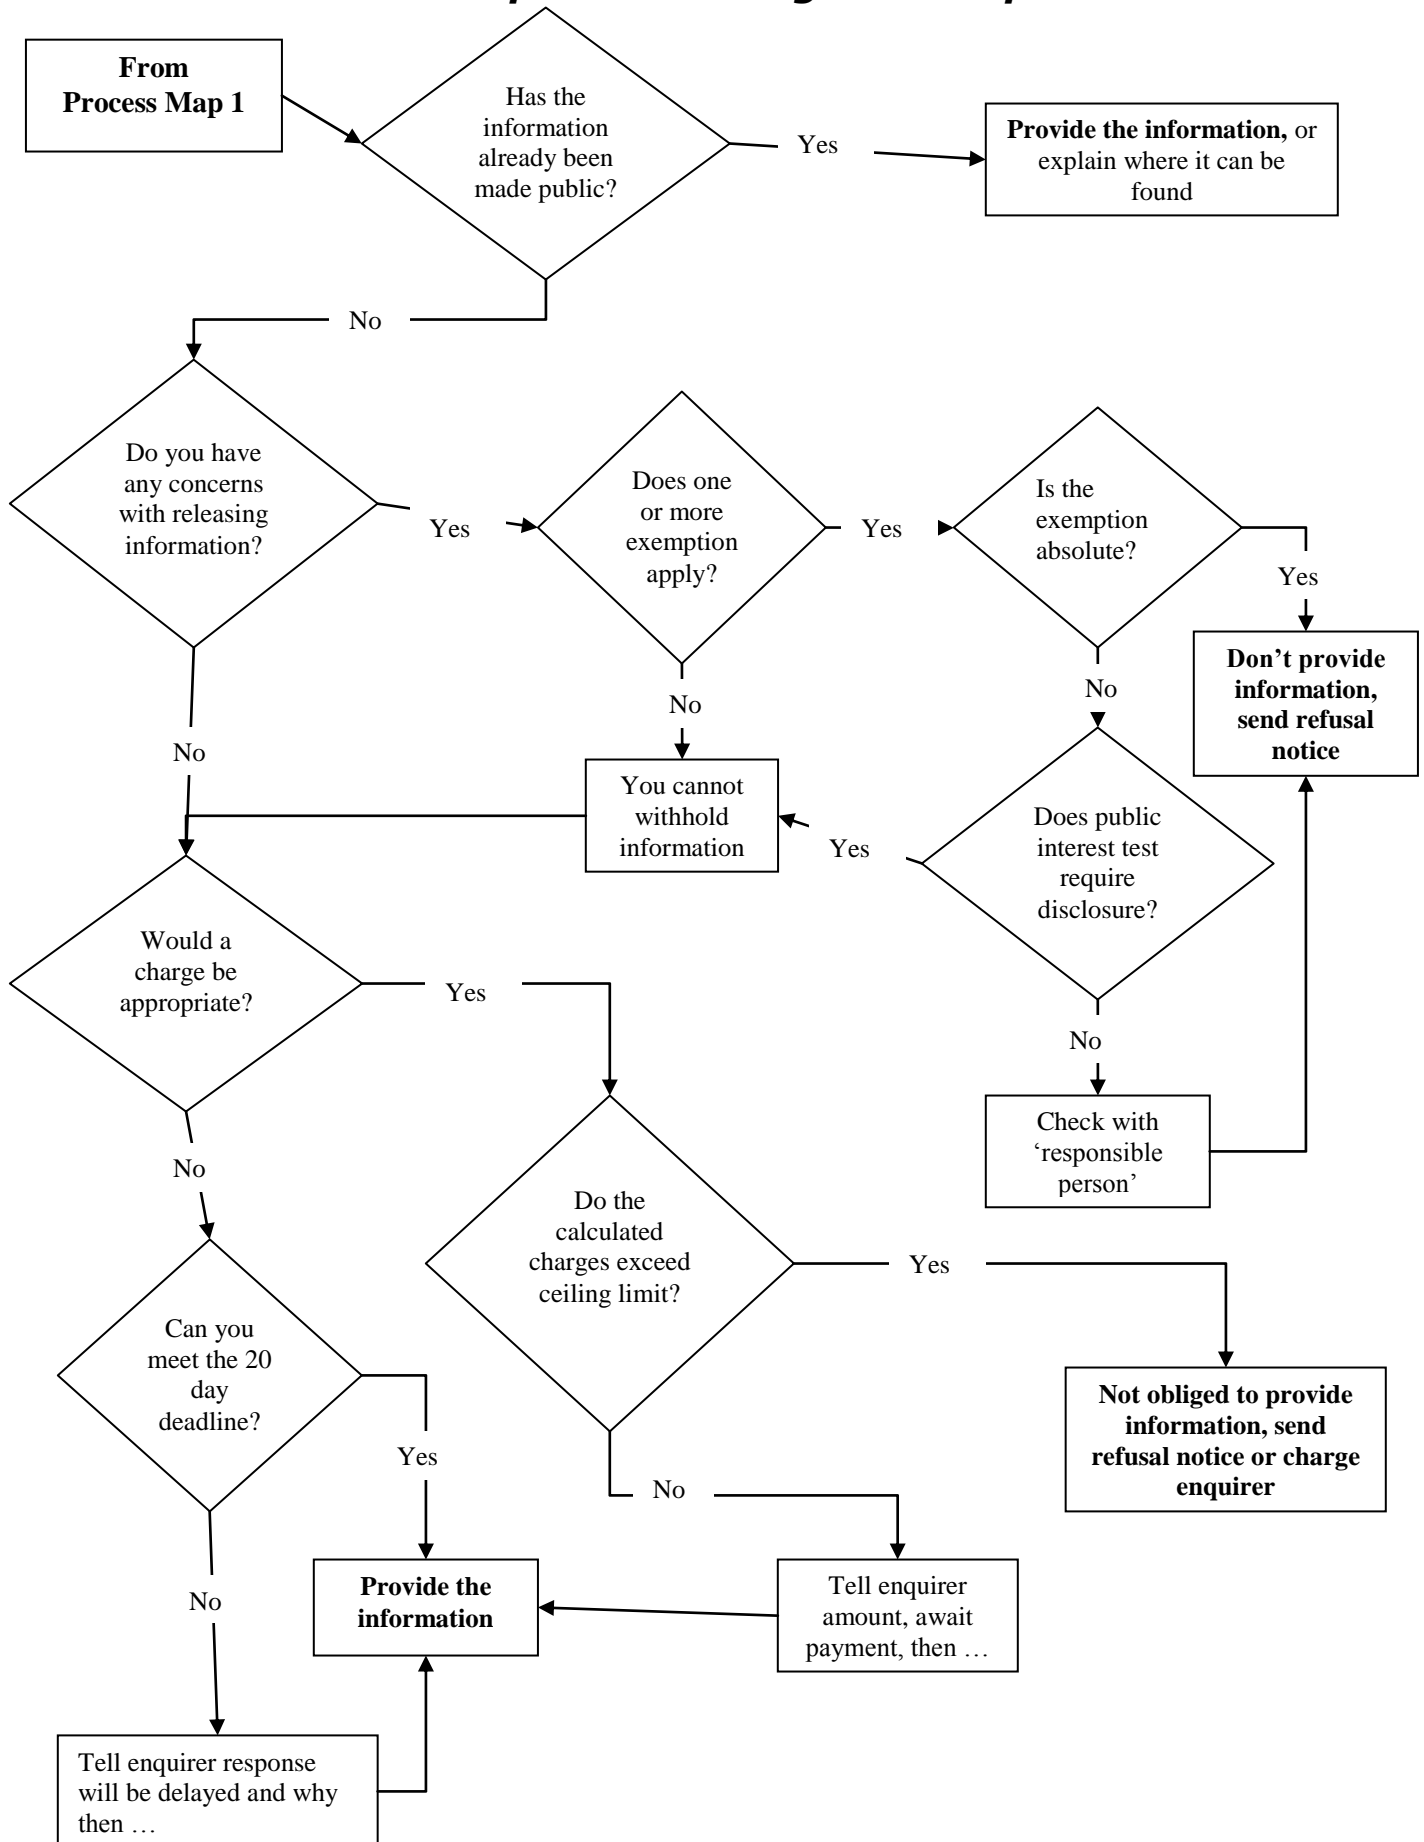 From
Process Map 1
Has the
information
already been
made public?
Yes
Provide the information, or
explain where it can be
found
No
Do you have
any concerns
with releasing
information?
Yes
Does one
or more
exemption
apply?
Yes
Is the
exemption
absolute?
Yes
No
No
No
Don’t provide
information,
send refusal
notice
You cannot
withhold
information
Yes
Does public
interest test
require
disclosure?
Would a
charge be
appropriate?
Yes
No
Check with
‘responsible
person’
No
Do the
calculated
charges exceed
ceiling limit?
Yes
Can you
meet the 20
day
deadline?
Yes
No
Not obliged to provide
information, send
refusal notice or charge
enquirer
No
Provide the
information
Tell enquirer
amount, await
payment, then …
Tell enquirer response
will be delayed and why
then …